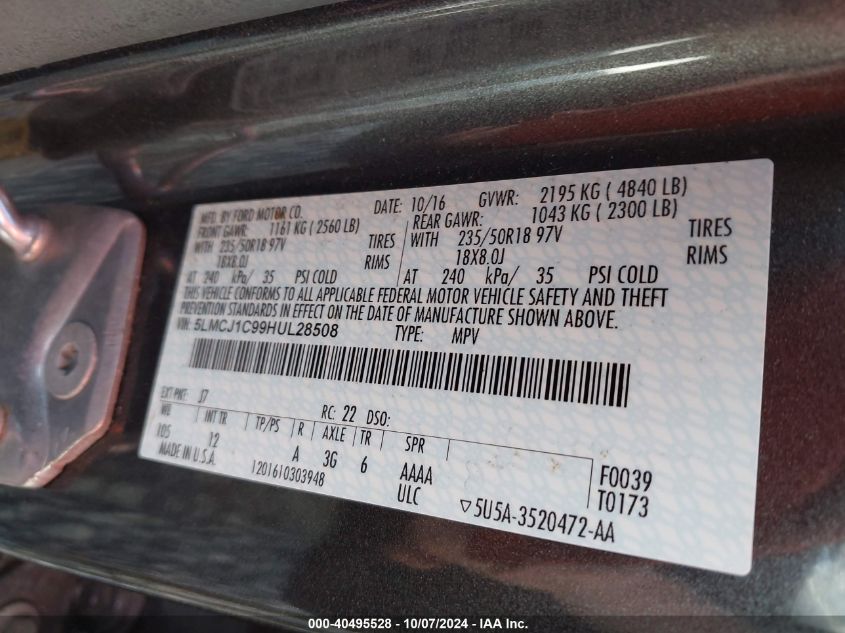 MFD. BY FORD MOTOR CO. DATE: 10/16 GVWR: 2195 KG ( 4840 LB)
FRONT GAWR: 1161 KG ( 2560 LB) REAR GAWR: 1043 KG ( 2300 LB)
WITH 235/50R18 97V TIRES WITH 235/50R18 97V TIRES
18X8.0J RIMS 18X8.0J RIMS
AT 240 kPa/ 35 PSI COLD AT 240 kPa/ 35 PSI COLD
THIS VEHICLE CONFORMS TO ALL APPLICABLE FEDERAL MOTOR VEHICLE SAFETY AND THEFT
PREVENTION STANDARDS IN EFFECT ON THE DATE OF MANUFACTURE SHOWN ABOVE.
VIN: 5LMCJ1C99HUL28508 TYPE: MPV
EXT PNT: J7 RC: 22 DSO:
WB INT TR TP/PS R AXLE TR SPR
105 12 A 3G 6 AAAA F0039
MADE IN U.S.A. 1201610303948 ULC T0173
▽5U5A-3520472-AA
000-40495528 - 10/07/2024 - IAA Inc.